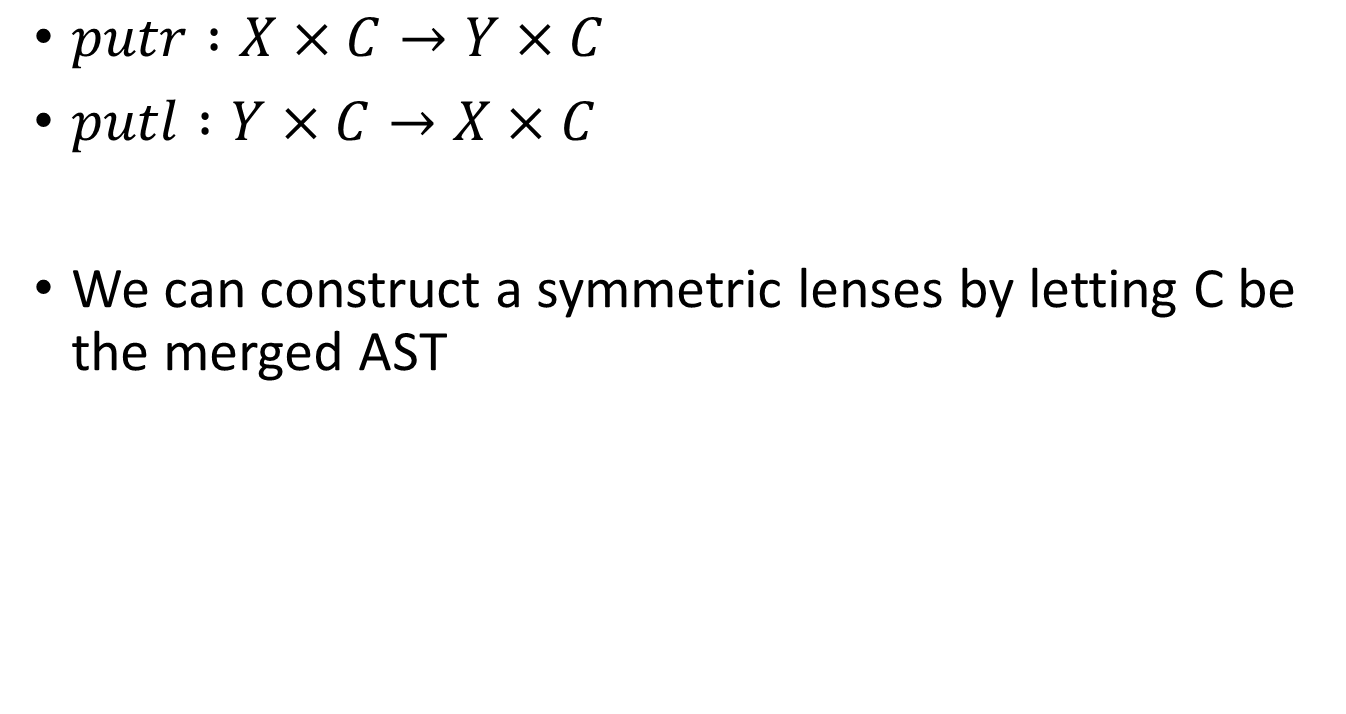 • putr : X × C → Y × C
• putl : Y × C → X × C
• We can construct a symmetric lenses by letting C be
the merged AST